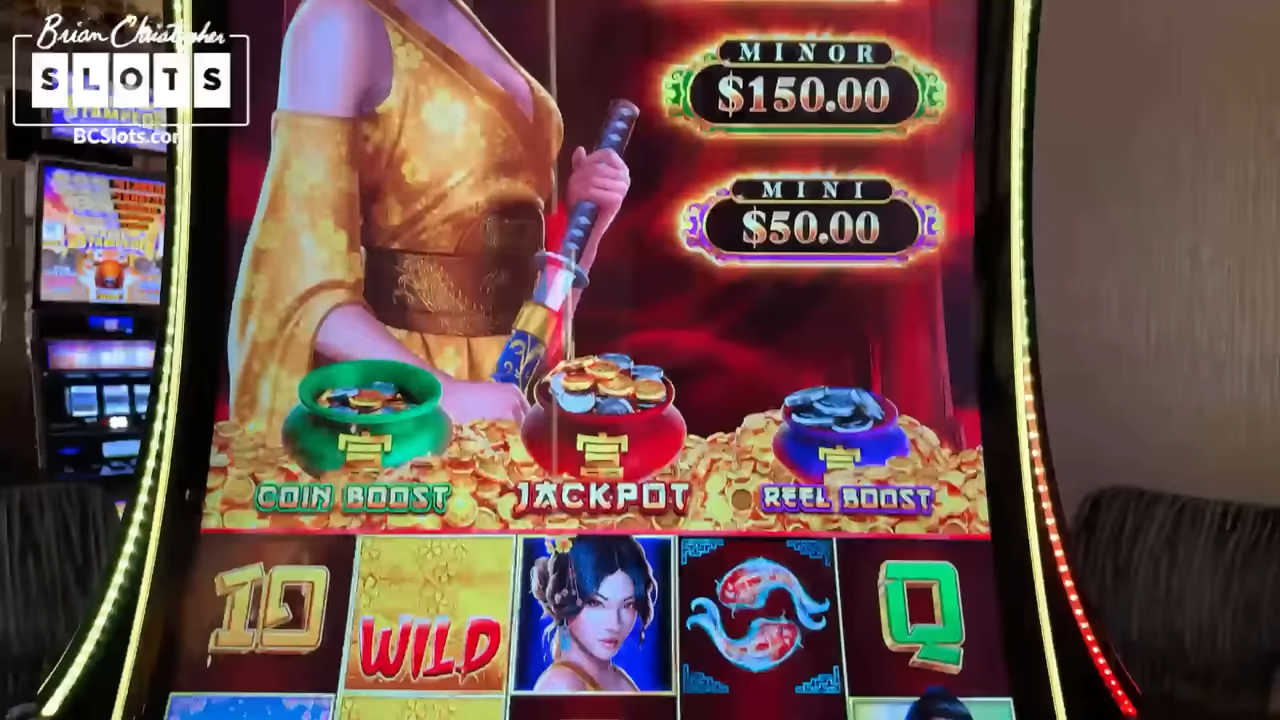 Brian Christopher
SLOTS
BCSlots.com
MINOR
$150.00
MINI
$50.00
COIN BOOST
JACKPOT
REEL BOOST
10
WILD
Q